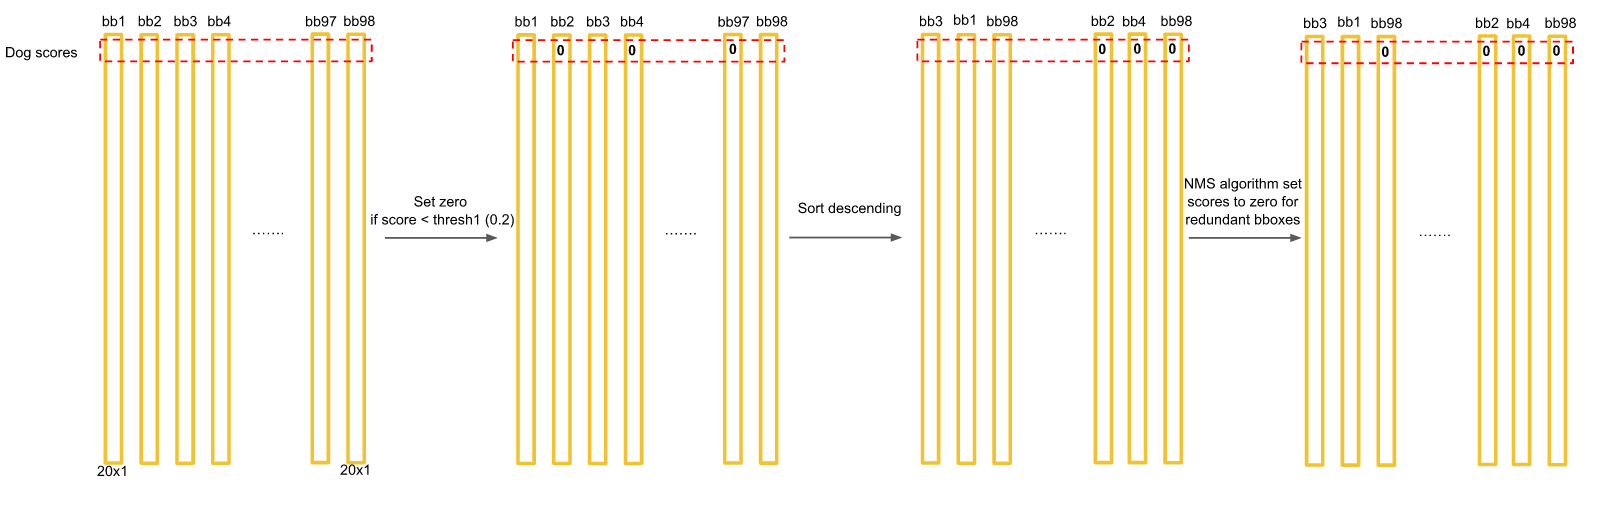 bb1 bb2 bb3 bb4 bb97 bb98
bb1 bb2 bb3 bb4 bb97 bb98
bb3 bb1 bb98 bb2 bb4 bb98
bb3 bb1 bb98 bb2 bb4 bb98
Dog scores
0 0 0
0 0 0
0 0 0 0
.......
Set zero
if score < thresh1 (0.2)
.......
Sort descending
.......
NMS algorithm set
scores to zero for
redundant bboxes
.......
20x1 20x1